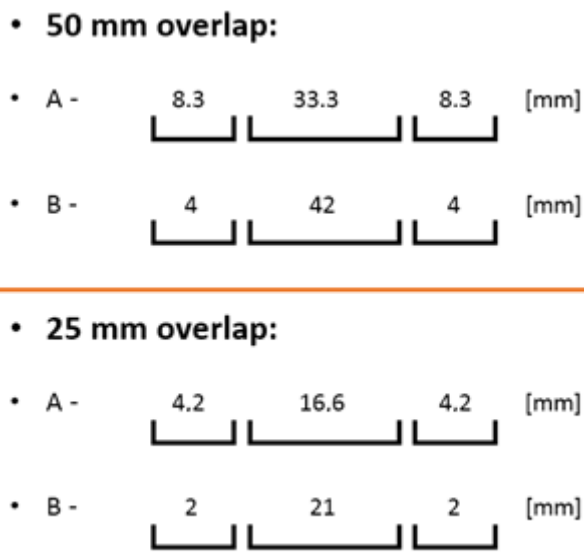 • 50 mm overlap:
• A - 8.3 33.3 8.3 [mm]
• B - 4 42 4 [mm]
• 25 mm overlap:
• A - 4.2 16.6 4.2 [mm]
• B - 2 21 2 [mm]